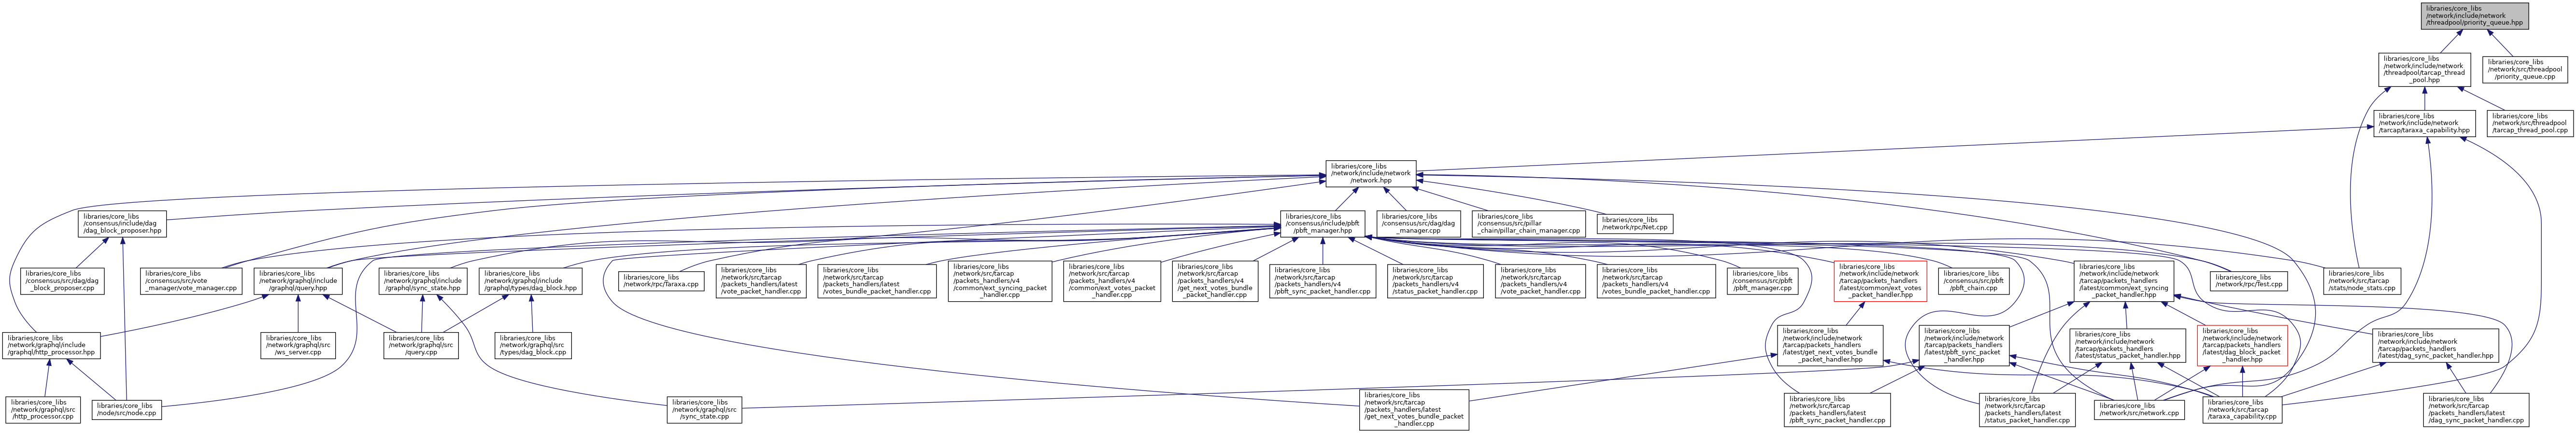 libraries/core_libs
/network/include/network
/threadpool/priority_queue.hpp
libraries/core_libs
/network/include/network
/threadpool/tarcap_thread
_pool.hpp
libraries/core_libs
/network/src/threadpool
/priority_queue.cpp
libraries/core_libs
/network/include/network
/tarcap/taraxa_capability.hpp
libraries/core_libs
/network/src/threadpool
/tarcap_thread_pool.cpp
libraries/core_libs
/network/include/network
/network.hpp
libraries/core_libs
/consensus/include/dag
/dag_block_proposer.hpp
libraries/core_libs
/consensus/include/pbft
/pbft_manager.hpp
libraries/core_libs
/consensus/src/dag/dag
_manager.cpp
libraries/core_libs
/consensus/src/pillar
_chain/pillar_chain_manager.cpp
libraries/core_libs
/network/rpc/Net.cpp
libraries/core_libs
/consensus/src/dag/dag
_block_proposer.cpp
libraries/core_libs
/consensus/src/vote
_manager/vote_manager.cpp
libraries/core_libs
/network/graphql/include
/graphql/query.hpp
libraries/core_libs
/network/graphql/include
/graphql/sync_state.hpp
libraries/core_libs
/network/graphql/include
/graphql/types/dag_block.hpp
libraries/core_libs
/network/rpc/Taraxa.cpp
libraries/core_libs
/network/src/tarcap
/packets_handlers/latest
/vote_packet_handler.cpp
libraries/core_libs
/network/src/tarcap
/packets_handlers/latest
/votes_bundle_packet_handler.cpp
libraries/core_libs
/network/src/tarcap
/packets_handlers/v4
/common/ext_syncing_packet
_handler.cpp
libraries/core_libs
/network/src/tarcap
/packets_handlers/v4
/common/ext_votes_packet
_handler.cpp
libraries/core_libs
/network/src/tarcap
/packets_handlers/v4
/get_next_votes_bundle
_packet_handler.cpp
libraries/core_libs
/network/src/tarcap
/packets_handlers/v4
/pbft_sync_packet_handler.cpp
libraries/core_libs
/network/src/tarcap
/packets_handlers/v4
/status_packet_handler.cpp
libraries/core_libs
/network/src/tarcap
/packets_handlers/v4
/vote_packet_handler.cpp
libraries/core_libs
/network/src/tarcap
/packets_handlers/v4
/votes_bundle_packet_handler.cpp
libraries/core_libs
/consensus/src/pbft
/pbft_manager.cpp
libraries/core_libs
/network/include/network
/tarcap/packets_handlers
/latest/common/ext_votes
_packet_handler.hpp
libraries/core_libs
/consensus/src/pbft
/pbft_chain.cpp
libraries/core_libs
/network/include/network
/tarcap/packets_handlers
/latest/common/ext_syncing
_packet_handler.hpp
libraries/core_libs
/network/rpc/Test.cpp
libraries/core_libs
/network/src/tarcap
/stats/node_stats.cpp
libraries/core_libs
/network/graphql/include
/graphql/http_processor.hpp
libraries/core_libs
/network/graphql/src
/ws_server.cpp
libraries/core_libs
/network/graphql/src
/query.cpp
libraries/core_libs
/network/graphql/src
/types/dag_block.cpp
libraries/core_libs
/network/include/network
/tarcap/packets_handlers
/latest/get_next_votes_bundle
_packet_handler.hpp
libraries/core_libs
/network/include/network
/tarcap/packets_handlers
/latest/pbft_sync_packet
_handler.hpp
libraries/core_libs
/network/include/network
/tarcap/packets_handlers
/latest/status_packet_handler.hpp
libraries/core_libs
/network/include/network
/tarcap/packets_handlers
/latest/dag_block_packet
_handler.hpp
libraries/core_libs
/network/include/network
/tarcap/packets_handlers
/latest/dag_sync_packet_handler.hpp
libraries/core_libs
/network/graphql/src
/http_processor.cpp
libraries/core_libs
/node/src/node.cpp
libraries/core_libs
/network/graphql/src
/sync_state.cpp
libraries/core_libs
/network/src/tarcap
/packets_handlers/latest
/get_next_votes_bundle_packet
_handler.cpp
libraries/core_libs
/network/src/tarcap
/packets_handlers/latest
/pbft_sync_packet_handler.cpp
libraries/core_libs
/network/src/tarcap
/packets_handlers/latest
/status_packet_handler.cpp
libraries/core_libs
/network/src/network.cpp
libraries/core_libs
/network/src/tarcap
/taraxa_capability.cpp
libraries/core_libs
/network/src/tarcap
/packets_handlers/latest
/dag_sync_packet_handler.cpp